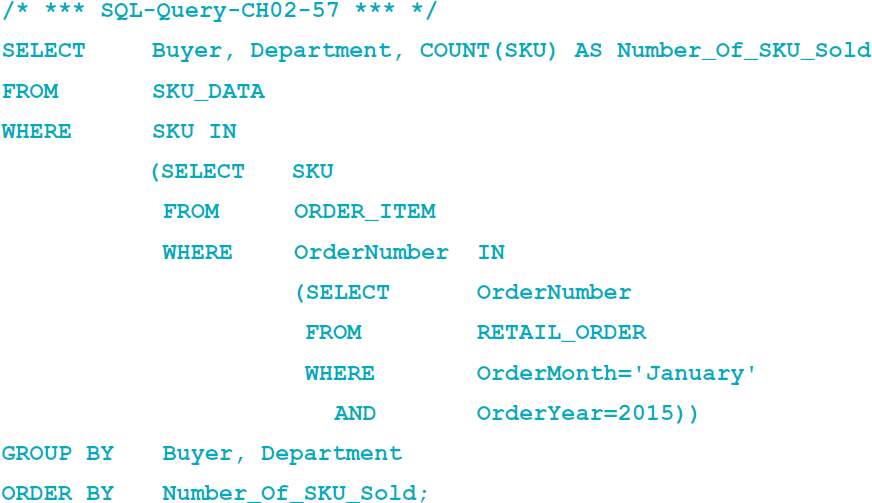 /* *** SQL-Query-CH02-57 *** */
SELECT Buyer, Department, COUNT(SKU) AS Number_Of_SKU_Sold
FROM SKU_DATA
WHERE SKU IN
(SELECT SKU
FROM ORDER_ITEM
WHERE OrderNumber IN
(SELECT OrderNumber
FROM RETAIL_ORDER
WHERE OrderMonth='January'
AND OrderYear=2015))
GROUP BY Buyer, Department
ORDER BY Number_Of_SKU_Sold;